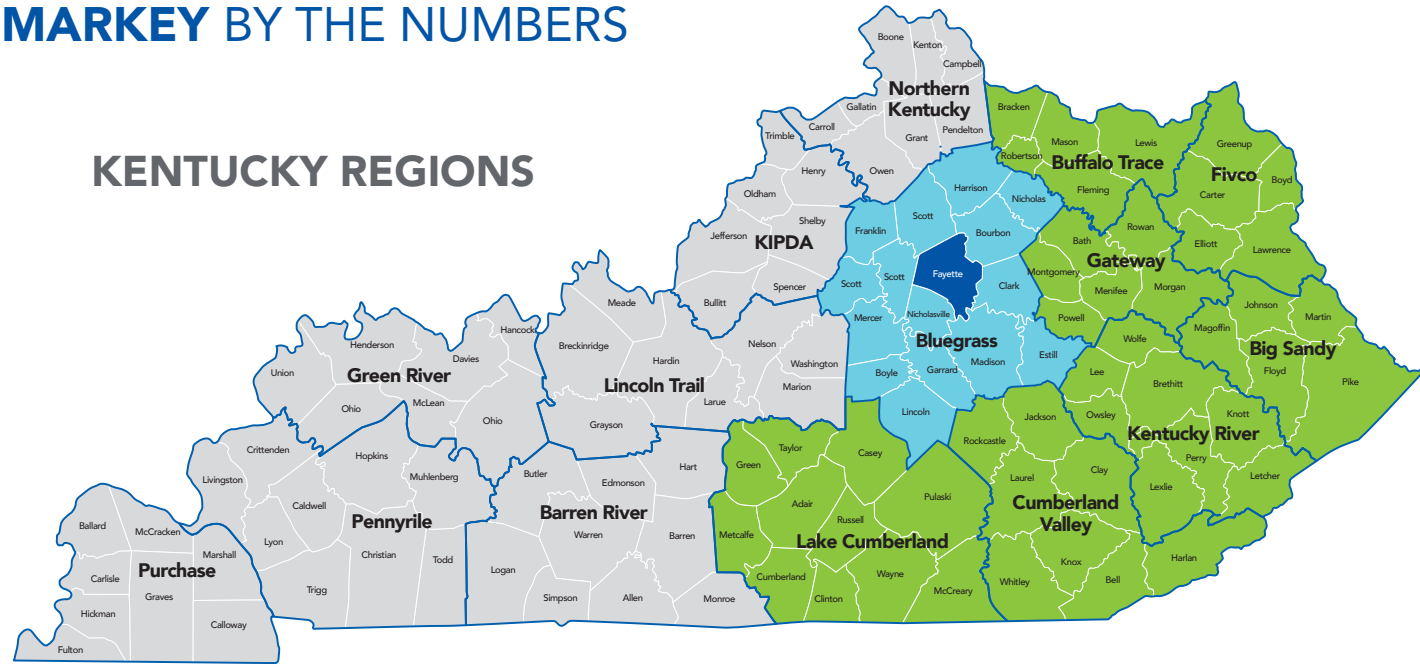 MARKEY BY THE NUMBERS
KENTUCKY REGIONS
Boone
Kenton
Campbell
Northern
Kentucky
Gallatin
Carroll
Grant
Pendelton
Owen
Trimble
Henry
Oldham
Shelby
Jefferson
KIPDA
Spencer
Bullitt
Bracken
Mason
Lewis
Robertson
Buffalo Trace
Fleming
Greenup
Fivco
Boyd
Carter
Elliott
Lawrence
Rowan
Bath
Gateway
Montgomery
Menifee
Morgan
Powell
Harrison
Nicholas
Scott
Franklin
Bourbon
Fayette
Scott
Scott
Clark
Mercer
Nicholasville
Bluegrass
Madison
Estill
Boyle
Garrard
Lincoln
Johnson
Martin
Magoffin
Big Sandy
Floyd
Pike
Wolfe
Lee
Brethitt
Owsley
Knott
Kentucky River
Perry
Lexlie
Letcher
Meade
Breckinridge
Hardin
Nelson
Washington
Marion
Lincoln Trail
Larue
Grayson
Hancock
Henderson
Davies
Union
Green River
McLean
Ohio
Ohio
Crittenden
Livingston
Hopkins
Muhlenberg
Caldwell
Pennyrile
Lyon
Christian
Todd
Trigg
Ballard
McCracken
Marshall
Purchase
Carlisle
Graves
Hickman
Calloway
Fulton
Butler
Edmonson
Hart
Barren River
Warren
Barren
Logan
Simpson
Allen
Monroe
Green
Taylor
Casey
Adair
Pulaski
Russell
Metcalfe
Lake Cumberland
Cumberland
Wayne
Clinton
McCreary
Rockcastle
Jackson
Laurel
Clay
Cumberland
Valley
Knox
Whitley
Bell
Harlan